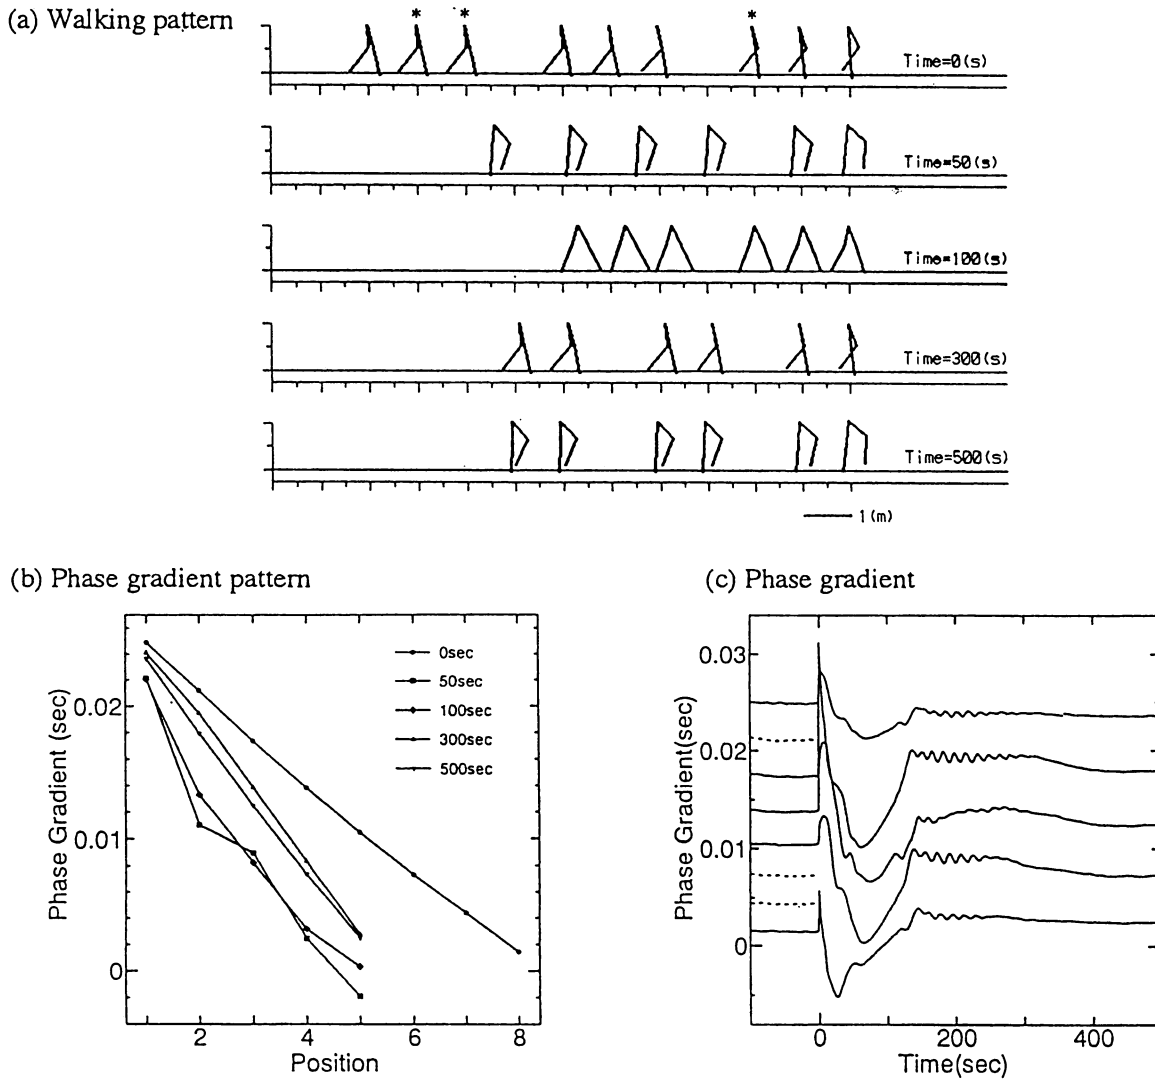 (a) Walking pattern
* * *
Time=0(s)
Time=50(s)
Time=100(s)
Time=300(s)
Time=500(s)
1(m)
(b) Phase gradient pattern
Phase Gradient (sec)
0.02
0.01
0
2 4 6 8
Position
0sec
50sec
100sec
300sec
500sec
(c) Phase gradient
Phase Gradient(sec)
0.03
0.02
0.01
0
0 200 400
Time(sec)